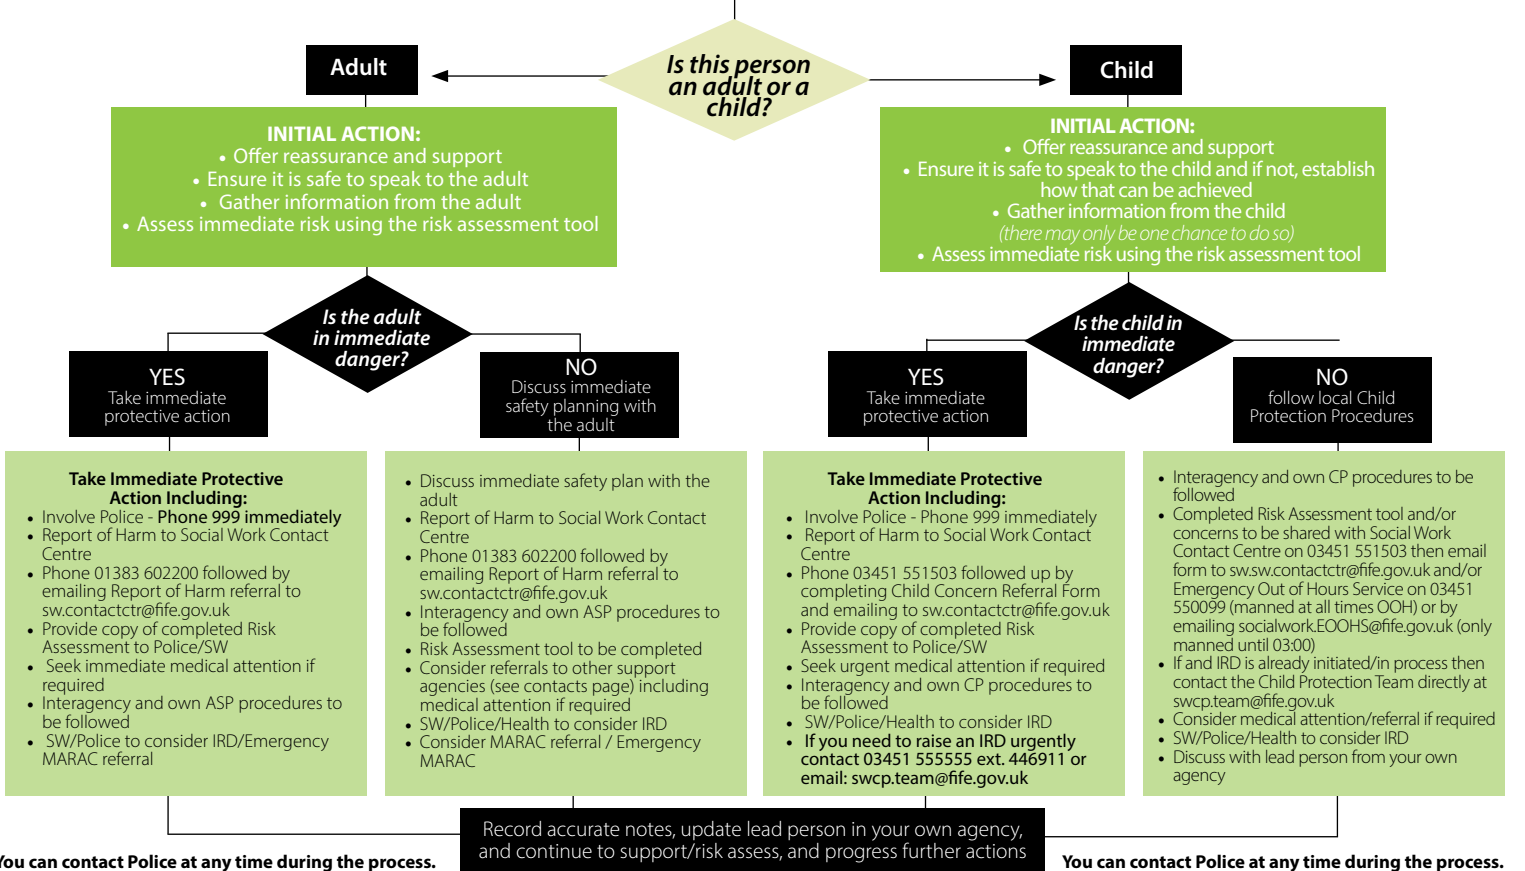 Is this person
an adult or a
child?
Adult
Child
INITIAL ACTION:
• Offer reassurance and support
• Ensure it is safe to speak to the adult
• Gather information from the adult
• Assess immediate risk using the risk assessment tool
INITIAL ACTION:
• Offer reassurance and support
• Ensure it is safe to speak to the child and if not, establish
how that can be achieved
• Gather information from the child
(there may only be one chance to do so)
• Assess immediate risk using the risk assessment tool
Is the adult
in immediate
danger?
YES
Take immediate
protective action
NO
Discuss immediate
safety planning with
the adult
Is the child in
immediate
danger?
YES
Take immediate
protective action
NO
follow local Child
Protection Procedures
Take Immediate Protective
Action Including:
• Involve Police - Phone 999 immediately
• Report of Harm to Social Work Contact
Centre
• Phone 01383 602200 followed by
emailing Report of Harm referral to
sw.contactctr@fife.gov.uk
• Provide copy of completed Risk
Assessment to Police/SW
• Seek immediate medical attention if
required
• Interagency and own ASP procedures to
be followed
• SW/Police to consider IRD/Emergency
MARAC referral
• Discuss immediate safety plan with the
adult
• Report of Harm to Social Work Contact
Centre
• Phone 01383 602200 followed by
emailing Report of Harm referral to
sw.contactctr@fife.gov.uk
• Interagency and own ASP procedures to
be followed
• Risk Assessment tool to be completed
• Consider referrals to other support
agencies (see contacts page) including
medical attention if required
• SW/Police/Health to consider IRD
• Consider MARAC referral / Emergency
MARAC
Take Immediate Protective
Action Including:
• Involve Police - Phone 999 immediately
• Report of Harm to Social Work Contact
Centre
• Phone 03451 551503 followed up by
completing Child Concern Referral Form
and emailing to sw.contactctr@fife.gov.uk
• Provide copy of completed Risk
Assessment to Police/SW
• Seek urgent medical attention if required
• Interagency and own CP procedures to
be followed
• SW/Police/Health to consider IRD
• If you need to raise an IRD urgently
contact 03451 555555 ext. 446911 or
email: swcp.team@fife.gov.uk
• Interagency and own CP procedures to be
followed
• Completed Risk Assessment tool and/or
concerns to be shared with Social Work
Contact Centre on 03451 551503 then email
form to sw.sw.contactctr@fife.gov.uk and/or
Emergency Out of Hours Service on 03451
550099 (manned at all times OOH) or by
emailing socialwork.EOOHS@fife.gov.uk (only
manned until 03:00)
• If and IRD is already initiated/in process then
contact the Child Protection Team directly at
swcp.team@fife.gov.uk
• Consider medical attention/referral if required
• SW/Police/Health to consider IRD
• Discuss with lead person from your own
agency
Record accurate notes, update lead person in your own agency,
and continue to support/risk assess, and progress further actions
You can contact Police at any time during the process.
You can contact Police at any time during the process.